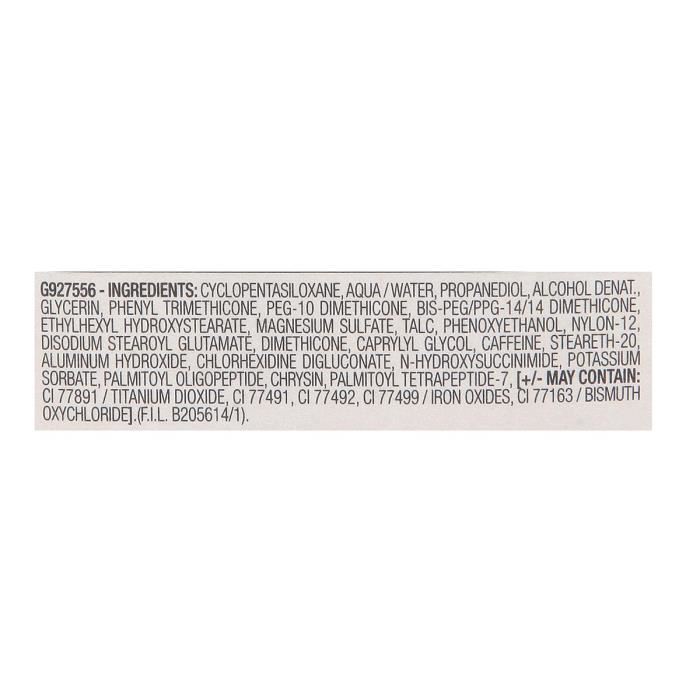 G927556 - INGREDIENTS: CYCLOPENTASILOXANE, AQUA / WATER, PROPANEDIOL, ALCOHOL DENAT.,
GLYCERIN, PHENYL TRIMETHICONE, PEG-10 DIMETHICONE, BIS-PEG/PPG-14/14 DIMETHICONE,
ETHYLHEXYL HYDROXYSTEARATE, MAGNESIUM SULFATE, TALC, PHENOXYETHANOL, NYLON-12,
DISODIUM STEAROYL GLUTAMATE, DIMETHICONE, CAPRYLYL GLYCOL, CAFFEINE, STEARETH-20,
ALUMINUM HYDROXIDE, CHLORHEXIDINE DIGLUCONATE, N-HYDROXYSUCCINIMIDE, POTASSIUM
SORBATE, PALMITOYL OLIGOPEPTIDE, CHRYSIN, PALMITOYL TETRAPEPTIDE-7, [+/- MAY CONTAIN:
CI 77891 / TITANIUM DIOXIDE, CI 77491, CI 77492, CI 77499 / IRON OXIDES, CI 77163 / BISMUTH
OXYCHLORIDE].(F.I.L. B205614/1).